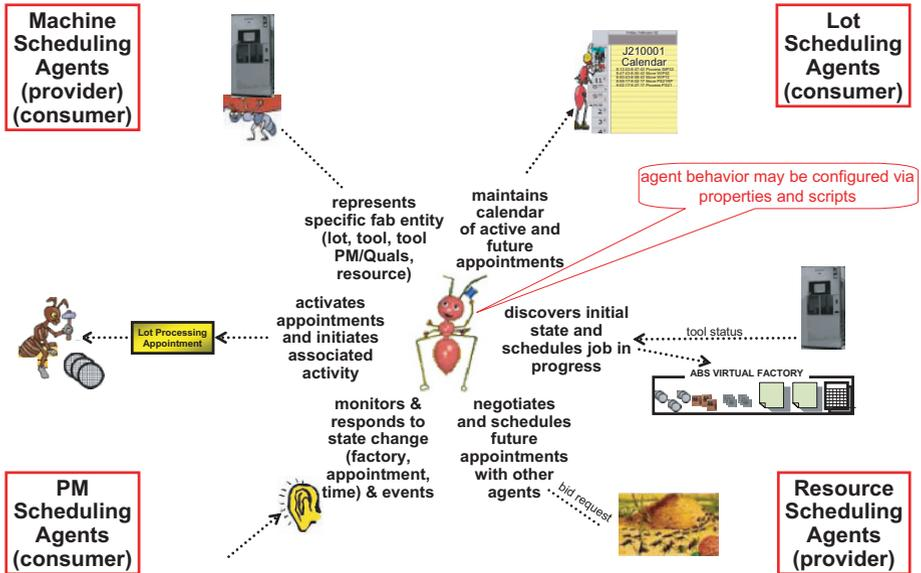 Machine
Scheduling
Agents
(provider)
(consumer)
J210001
Calendar
Lot
Scheduling
Agents
(consumer)
agent behavior may be configured via
properties and scripts
represents
specific fab entity
(lot, tool, tool
PM/Quals,
resource)
maintains
calendar
of active and
future
appointments
activates
appointments
and initiates
associated
activity
Lot Processing
Appointment
discovers initial
state and
schedules job in
progress
tool status
ABS VIRTUAL FACTORY
monitors &
responds to
state change
(factory,
appointment,
time) & events
negotiates
and schedules
future
appointments
with other
agents
bid request
PM
Scheduling
Agents
(consumer)
Resource
Scheduling
Agents
(provider)